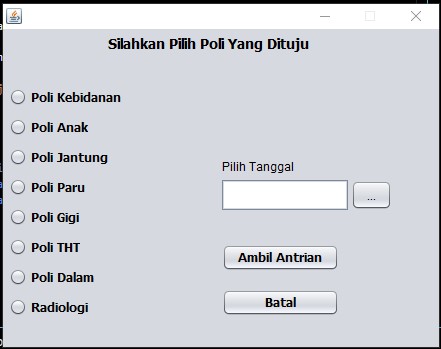 Silahkan Pilih Poli Yang Dituju
Poli Kebidanan
Poli Anak
Poli Jantung
Poli Paru
Poli Gigi
Poli THT
Poli Dalam
Radiologi
Pilih Tanggal
...
Ambil Antrian
Batal